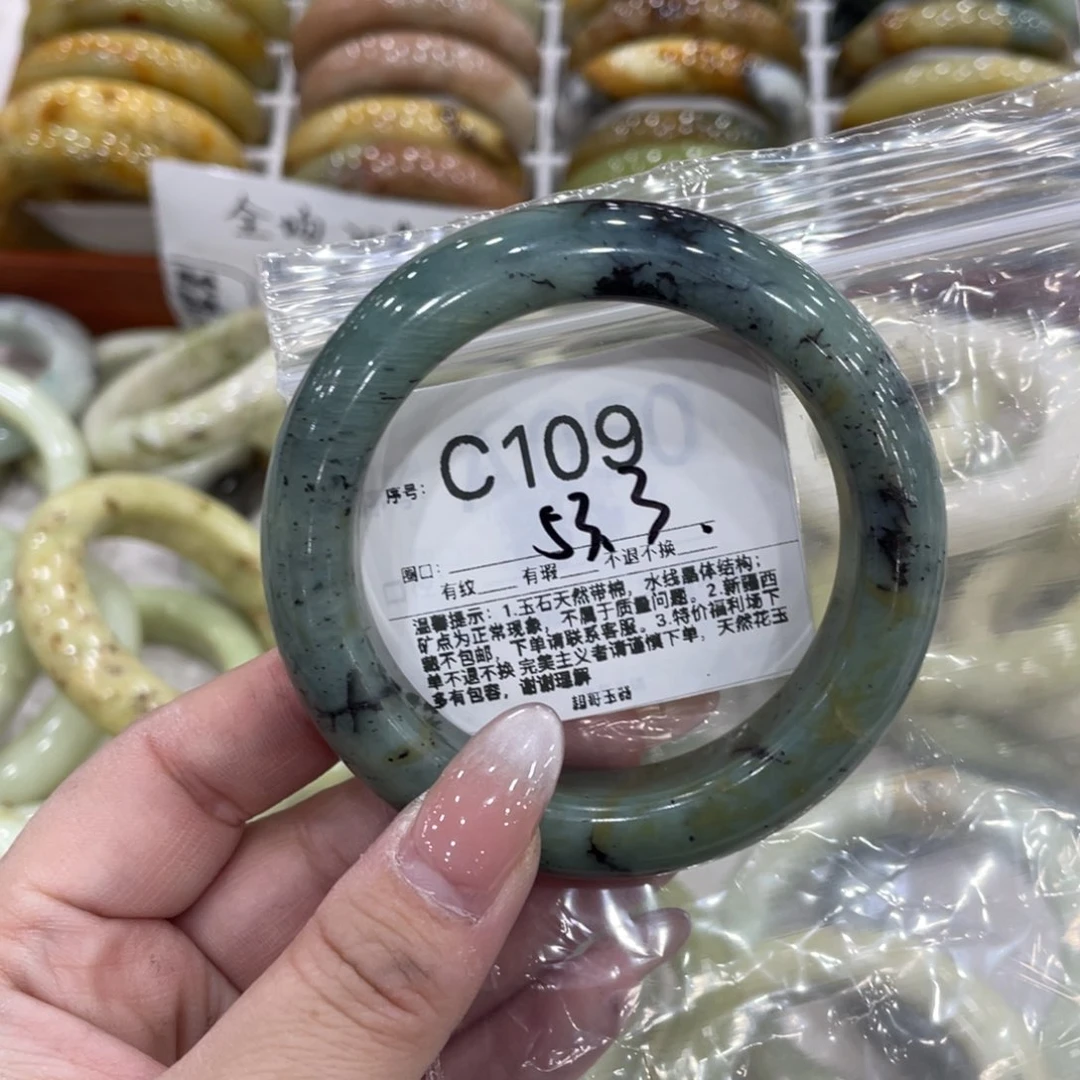 序号：C109
圈口：53.3.
有纹 有瑕 不退不换
温馨提示：1.玉石天然带棉，水线晶体结构；
矿点为正常现象，不属于质量问题。2.新疆西
藏不包邮，下单请联系客服。3.特价福利场下
单不退不换 完美主义者请谨慎下单，天然花玉
多有包容，谢谢理解